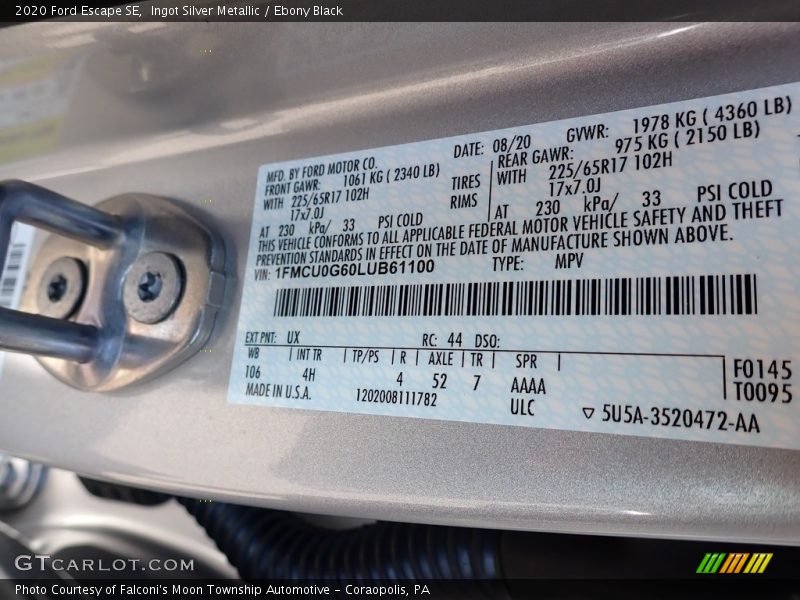 2020 Ford Escape SE, Ingot Silver Metallic / Ebony Black
MFD. BY FORD MOTOR CO. DATE: 08/20 GVWR: 1978 KG ( 4360 LB)
FRONT GAWR: 1061 KG ( 2340 LB) REAR GAWR: 975 KG ( 2150 LB)
WITH 225/65R17 102H TIRES WITH 225/65R17 102H
17x7.0J RIMS 17x7.0J
AT 230 kPa/ 33 PSI COLD AT 230 kPa/ 33 PSI COLD
THIS VEHICLE CONFORMS TO ALL APPLICABLE FEDERAL MOTOR VEHICLE SAFETY AND THEFT
PREVENTION STANDARDS IN EFFECT ON THE DATE OF MANUFACTURE SHOWN ABOVE.
VIN: 1FMCU0G60LUB61100 TYPE: MPV
EXT PNT: UX RC: 44 DSO:
WB INT TR TP/PS R AXLE TR SPR
106 4H 4 52 7 AAAA F0145
MADE IN U.S.A. 1202008111782 ULC T0095
5U5A-3520472-AA
GTCARLOT.COM
Photo Courtesy of Falconi's Moon Township Automotive - Coraopolis, PA